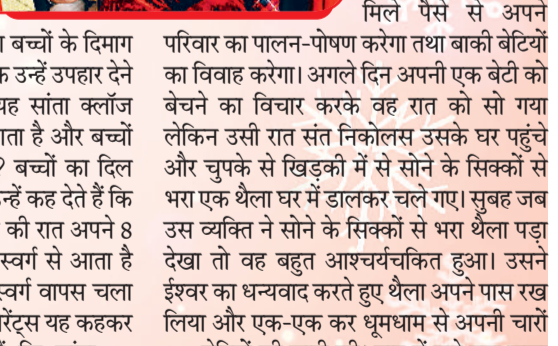 बच्चों के दिमाग
उन्हें उपहार देने
यह सांता क्लॉज
है और बच्चों
बच्चों का दिल
कह देते हैं कि
की रात अपने 8
स्वर्ग से आता है
वापस चला
यह कहकर
मिले पैसे से अपने
परिवार का पालन-पोषण करेगा तथा बाकी बेटियों
का विवाह करेगा। अगले दिन अपनी एक बेटी को
बेचने का विचार करके वह रात को सो गया
लेकिन उसी रात संत निकोलस उसके घर पहुंचे
और चुपके से खिड़की में से सोने के सिक्कों से
भरा एक थैला घर में डालकर चले गए। सुबह जब
उस व्यक्ति ने सोने के सिक्कों से भरा थैला पड़ा
देखा तो वह बहुत आश्चर्यचकित हुआ। उसने
ईश्वर का धन्यवाद करते हुए थैला अपने पास रख
लिया और एक-एक कर धूमधाम से अपनी चारों